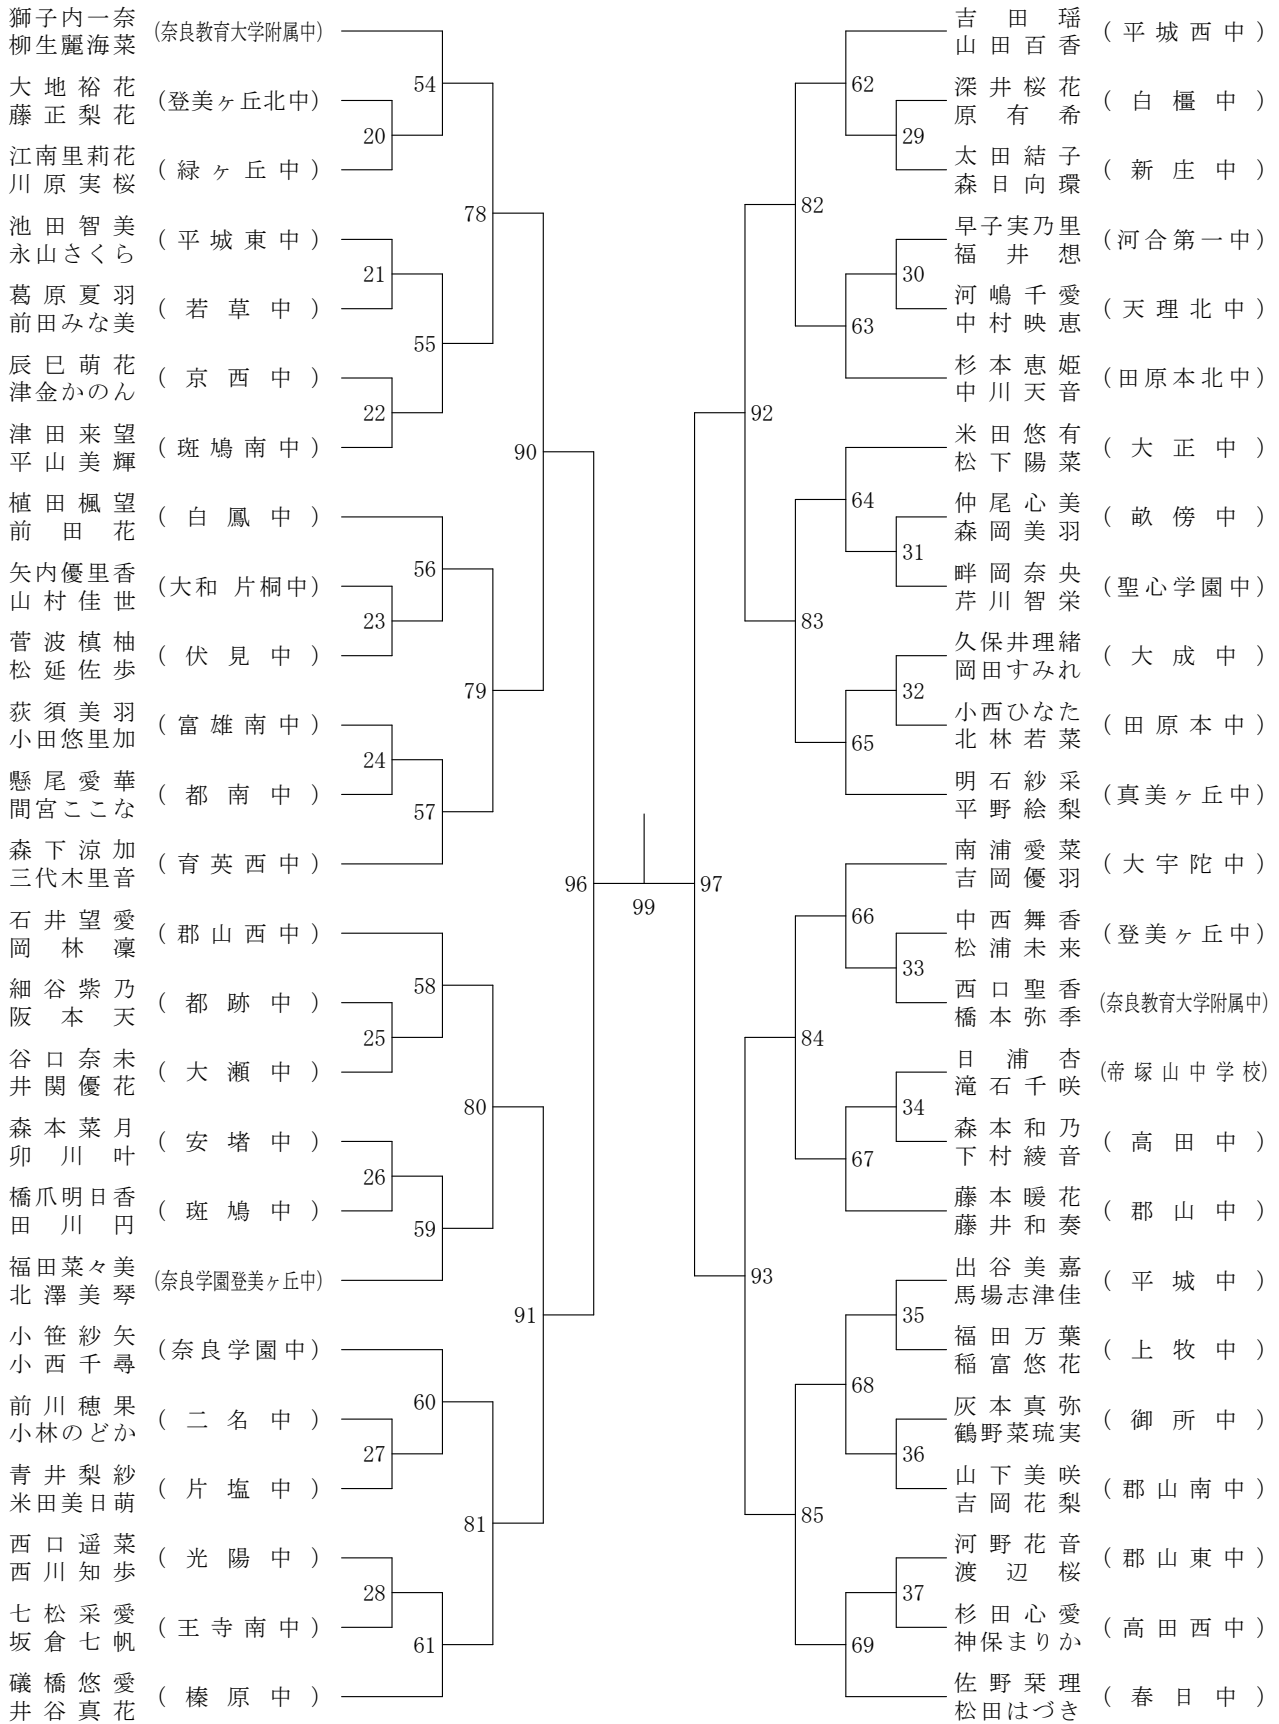 獅子内一奈
柳生麗海菜
(奈良教育大学附属中)
大地裕花
藤正梨花
(登美ヶ丘北中)
江南里莉花
川原実桜
(緑ヶ丘中)
池田智美
永山さくら
(平城東中)
葛原夏羽
前田みな美
(若草中)
辰巳萌花
津金かのん
(京西中)
津田来望
平山美輝
(斑鳩南中)
植田楓望
前田花
(白鳳中)
矢内優里香
山村佳世
(大和 片桐中)
菅波槙柚
松延佐歩
(伏見中)
荻須美羽
小田悠里加
(富雄南中)
懸尾愛華
間宮ここな
(都南中)
森下涼加
三代木里音
(育英西中)
石井望愛
岡林凜
(郡山西中)
細谷紫乃
阪本天
(都跡中)
谷口奈未
井関優花
(大瀬中)
森本菜月
卯川叶
(安堵中)
橋爪明日香
田川円
(斑鳩中)
福田菜々美
北澤美琴
(奈良学園登美ヶ丘中)
小笹紗矢
小西千尋
(奈良学園中)
前川穂果
小林のどか
(二名中)
青井梨紗
米田美日萌
(片塩中)
西口遥菜
西川知歩
(光陽中)
七松采愛
坂倉七帆
(王寺南中)
礒橋悠愛
井谷真花
(榛原中)
54
20
78
21
55
22
90
56
23
79
24
57
96
58
25
80
26
59
91
60
27
81
28
61
99
97
62
29
82
30
63
92
64
31
83
32
65
66
33
84
34
67
93
35
68
36
85
37
69
吉田瑶
山田百香
(平城西中)
深井桜花
原有希
(白橿中)
太田結子
森日向環
(新庄中)
早子実乃里
福井想
(河合第一中)
河嶋千愛
中村映恵
(天理北中)
杉本恵姫
中川天音
(田原本北中)
米田悠有
松下陽菜
(大正中)
仲尾心美
森岡美羽
(畝傍中)
畔岡奈央
芹川智栄
(聖心学園中)
久保井理緒
岡田すみれ
(大成中)
小西ひなた
北林若菜
(田原本中)
明石紗采
平野絵梨
(真美ヶ丘中)
南浦愛菜
吉岡優羽
(大宇陀中)
中西舞香
松浦未来
(登美ヶ丘中)
西口聖香
橋本弥季
(奈良教育大学附属中)
日浦杏
滝石千咲
(帝塚山中学校)
森本和乃
下村綾音
(高田中)
藤本暖花
藤井和奏
(郡山中)
出谷美嘉
馬場志津佳
(平城中)
福田万葉
稲富悠花
(上牧中)
灰本真弥
鶴野菜琉実
(御所中)
山下美咲
吉岡花梨
(郡山南中)
河野花音
渡辺桜
(郡山東中)
杉田心愛
神保まりか
(高田西中)
佐野栞理
松田はづき
(春日中)